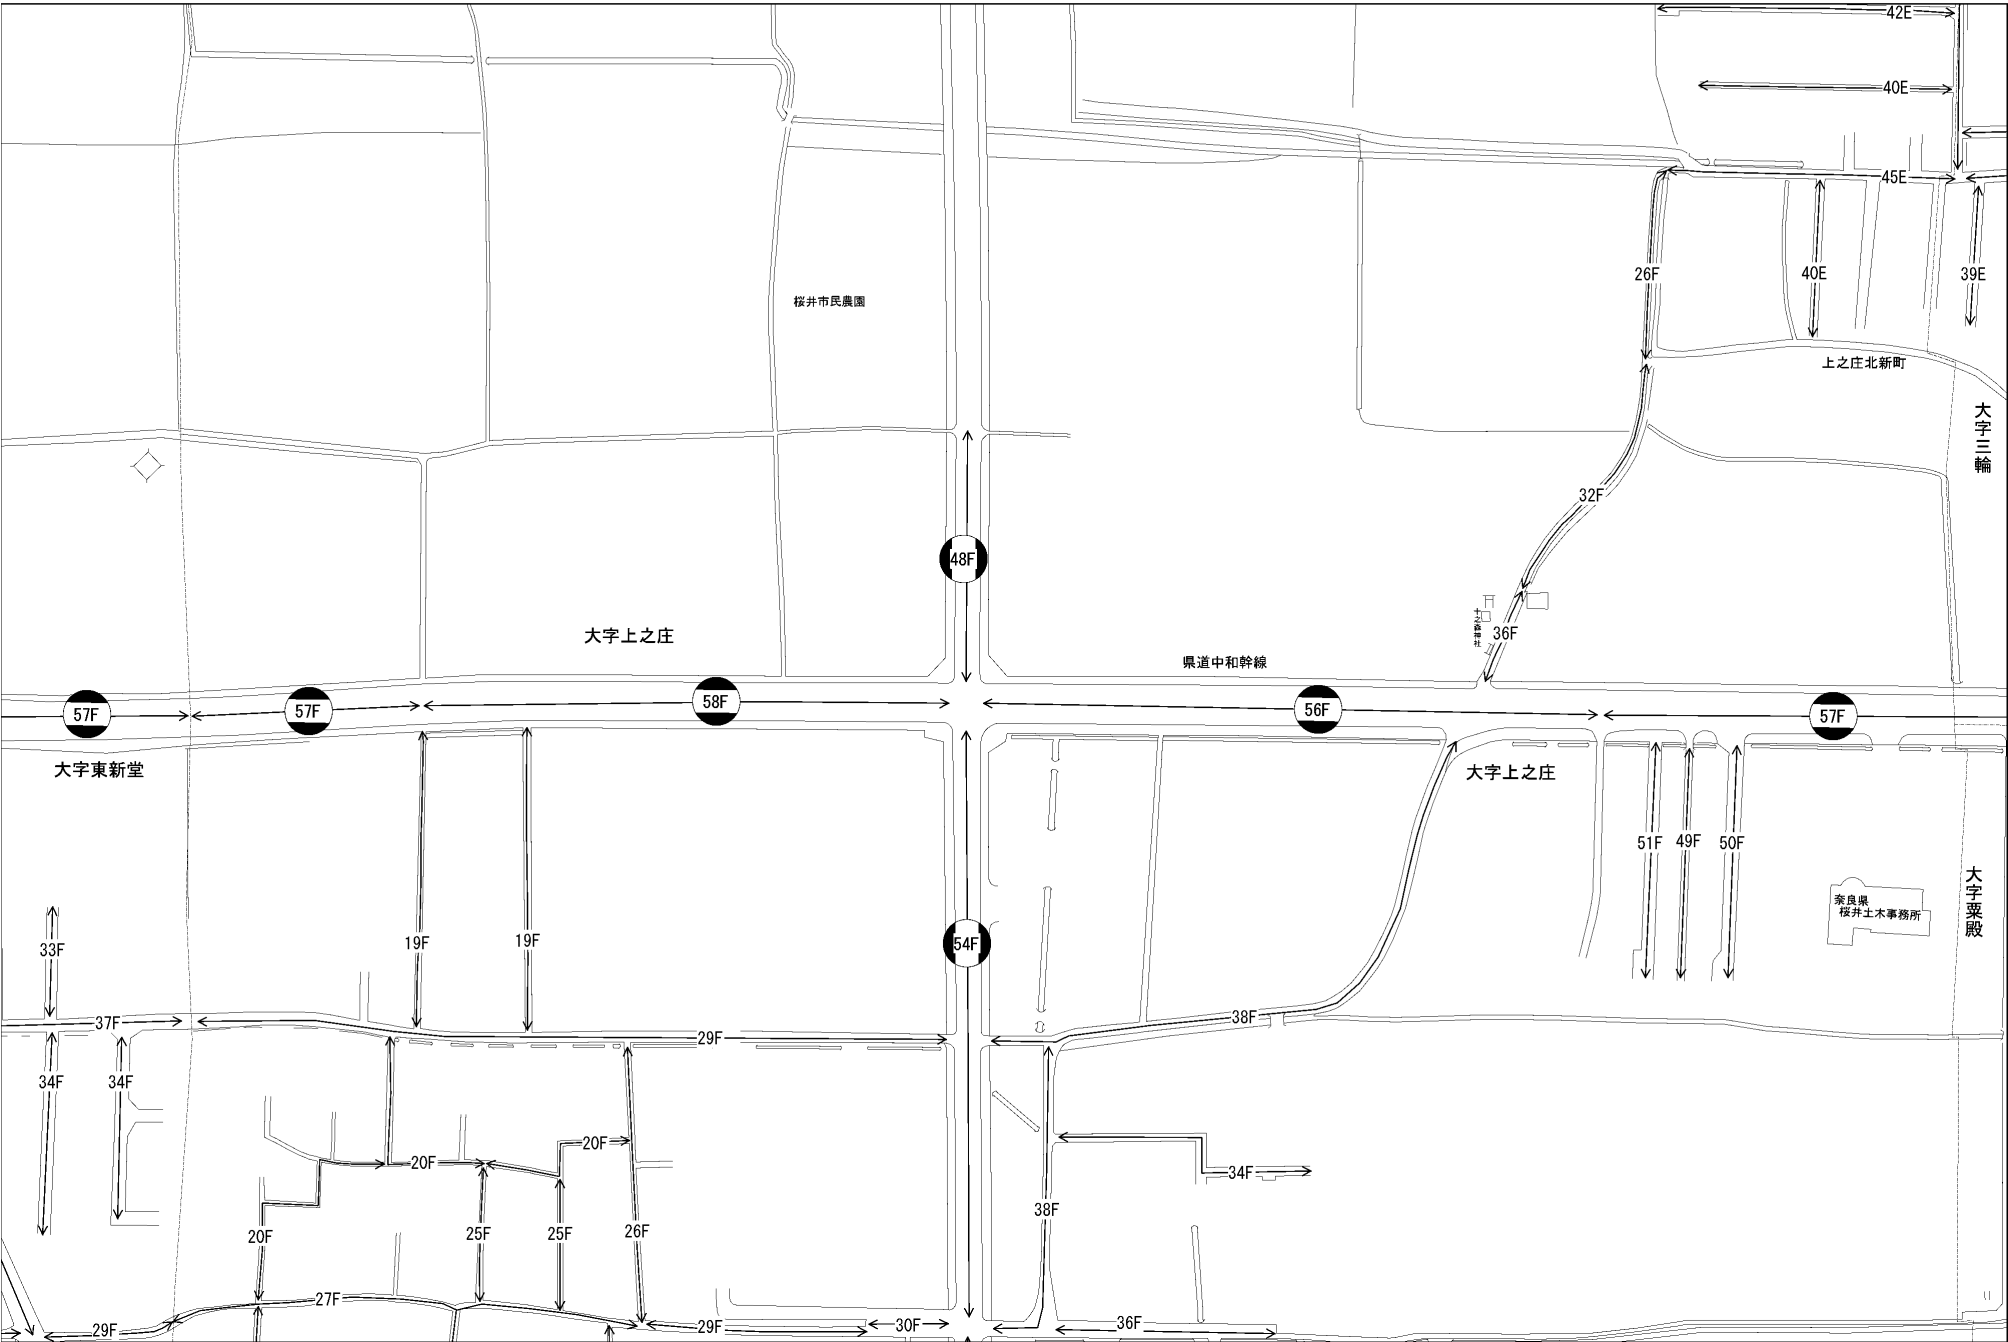 42E
40E
45E
26F
40E
39E
桜井市民農園
上之庄北新町
大字三輪
32F
48F
36F
大字上之庄
県道中和幹線
57F
57F
58F
56F
57F
大字東新堂
大字上之庄
51F
49F
50F
大字粟殿
奈良県
桜井土木事務所
33F
19F
19F
54F
37F
29F
38F
34F
34F
20F
20F
34F
20F
25F
25F
26F
38F
27F
29F
29F
30F
36F